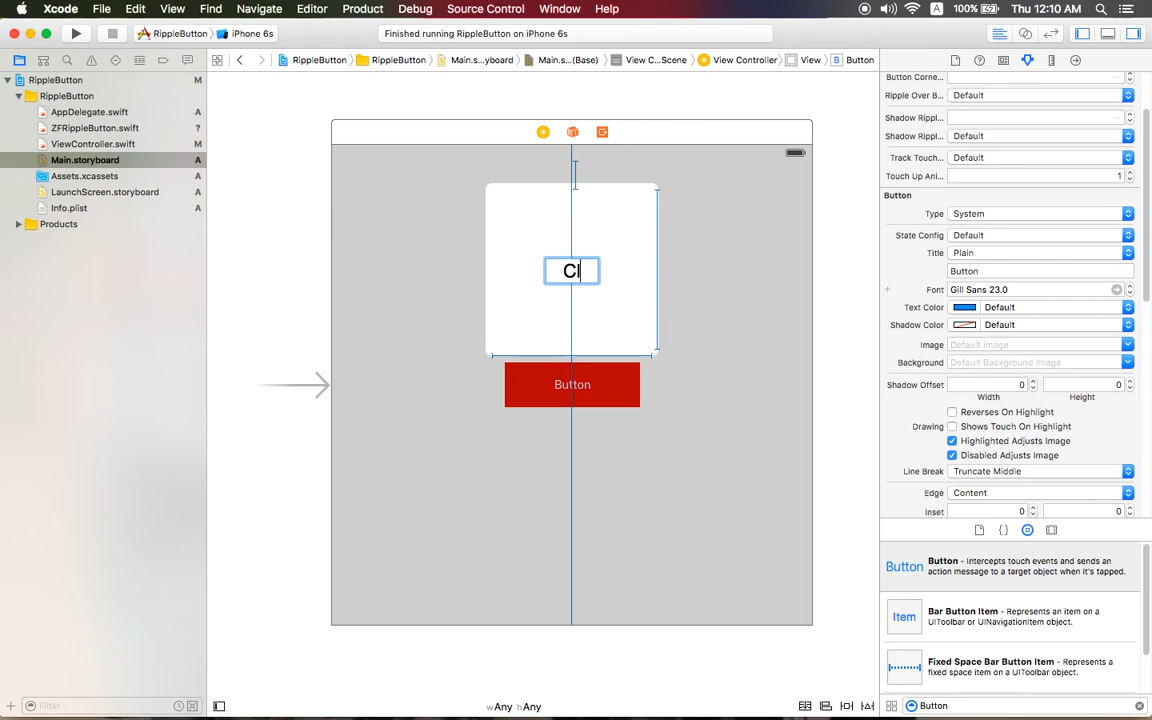 Xcode File Edit View Find Navigate Editor Product Debug Source Control Window Help A 100% Thu 12:10 AM
RippleButton iPhone 6s
Finished running RippleButton on iPhone 6s
RippleButton RippleButton Main.s...yboard Main.s...(Base) View C...Scene View Controller View B Button
RippleButton M
RippleButton
AppDelegate.swift A
ZFRippleButton.swift ?
ViewController.swift A
Main.storyboard A
Assets.xcassets A
LaunchScreen.storyboard A
Info.plist A
Products
Cl
Button
Button Corne...
Ripple Over B... Default
Shadow Rippl...
Shadow Rippl... Default
Track Touch... Default
Touch Up Ani... 1
Button
Type System
State Config Default
Title Plain
Button
Font Gill Sans 23.0
Text Color Default
Shadow Color Default
Image Default Image
Background Default Background Image
Shadow Offset 0 0
Width Height
Reverses On Highlight
Drawing Shows Touch On Highlight
Highlighted Adjusts Image
Disabled Adjusts Image
Line Break Truncate Middle
Edge Content
Inset 0 0
Button
Button - Intercepts touch events and sends an
action message to a target object when it's tapped.
Item
Bar Button Item - Represents an item on a
UIToolbar or UINavigationItem object.
Fixed Space Bar Button Item - Represents a
fixed space item on a UIToolbar object.
Filter
wAny hAny
Button